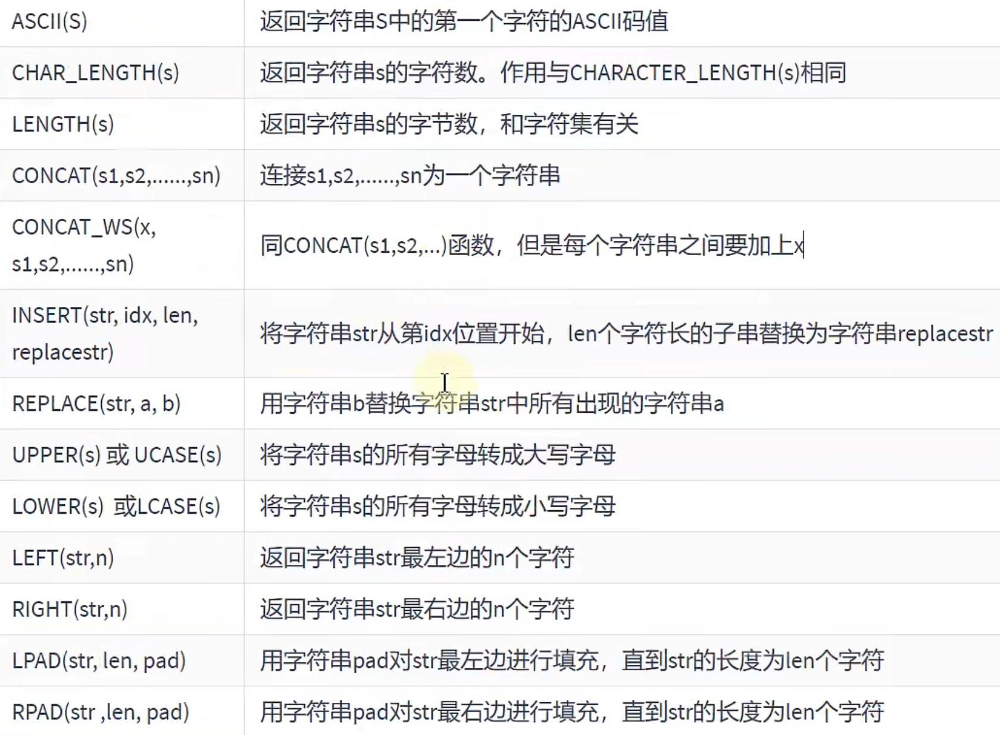 ASCII(S)
返回字符串S中的第一个字符的ASCII码值
CHAR_LENGTH(s)
返回字符串s的字符数。作用与CHARACTER_LENGTH(s)相同
LENGTH(s)
返回字符串s的字节数，和字符集有关
CONCAT(s1,s2,......,sn)
连接s1,s2,......,sn为一个字符串
CONCAT_WS(x,
s1,s2,......,sn)
同CONCAT(s1,s2,...)函数，但是每个字符串之间要加上x
INSERT(str, idx, len,
replacestr)
将字符串str从第idx位置开始，len个字符长的子串替换为字符串replacestr
REPLACE(str, a, b)
用字符串b替换字符串str中所有出现的字符串a
UPPER(s) 或 UCASE(s)
将字符串s的所有字母转成大写字母
LOWER(s) 或LCASE(s)
将字符串s的所有字母转成小写字母
LEFT(str,n)
返回字符串str最左边的n个字符
RIGHT(str,n)
返回字符串str最右边的n个字符
LPAD(str, len, pad)
用字符串pad对str最左边进行填充，直到str的长度为len个字符
RPAD(str ,len, pad)
用字符串pad对str最右边进行填充，直到str的长度为len个字符